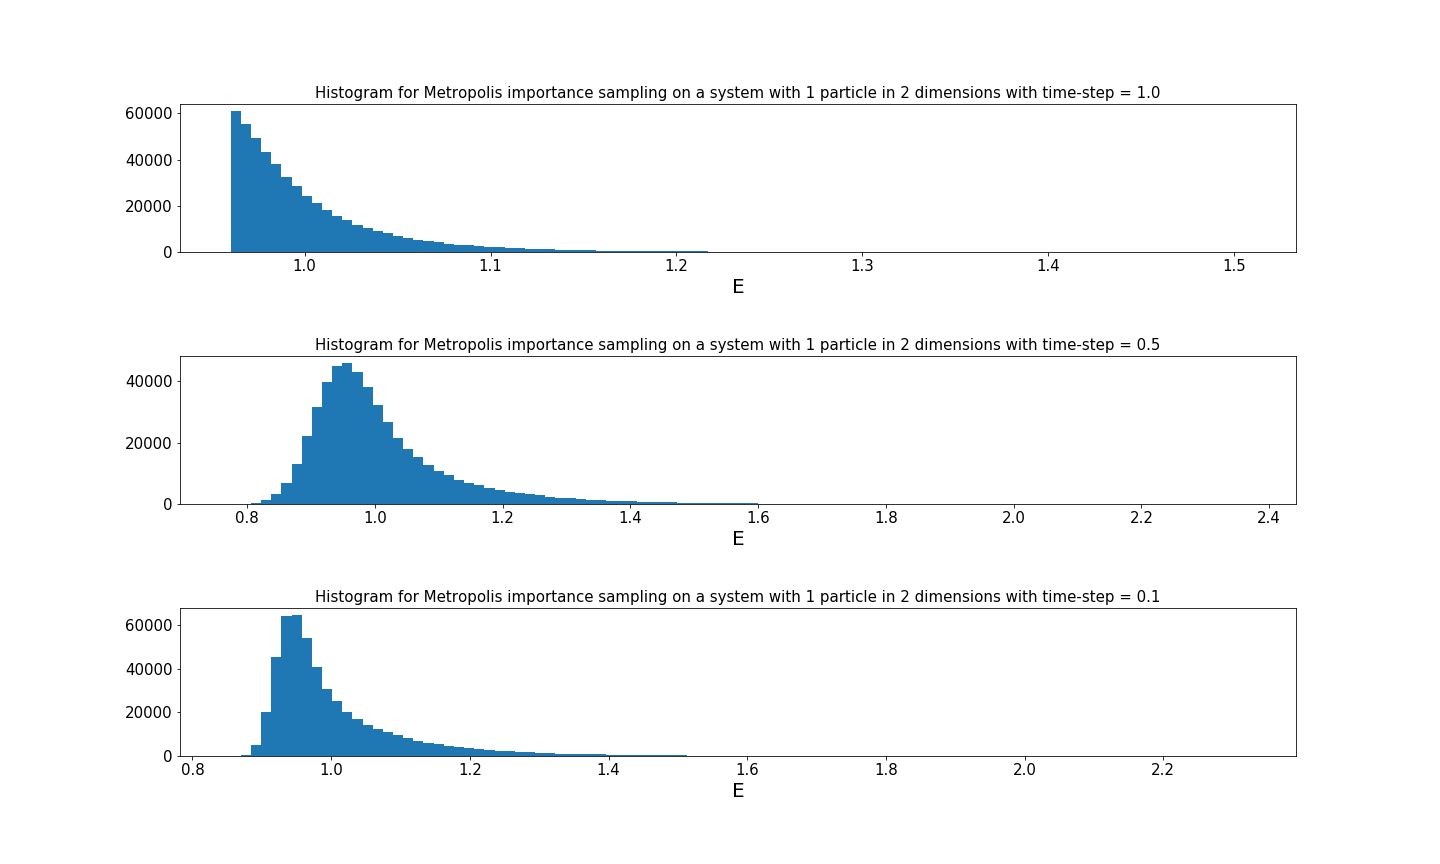 Histogram for Metropolis importance sampling on a system with 1 particle in 2 dimensions with time-step = 1.0
60000
40000
20000
0
1.0 1.1 1.2 1.3 1.4 1.5
E
Histogram for Metropolis importance sampling on a system with 1 particle in 2 dimensions with time-step = 0.5
40000
20000
0
0.8 1.0 1.2 1.4 1.6 1.8 2.0 2.2 2.4
E
Histogram for Metropolis importance sampling on a system with 1 particle in 2 dimensions with time-step = 0.1
60000
40000
20000
0
0.8 1.0 1.2 1.4 1.6 1.8 2.0 2.2
E